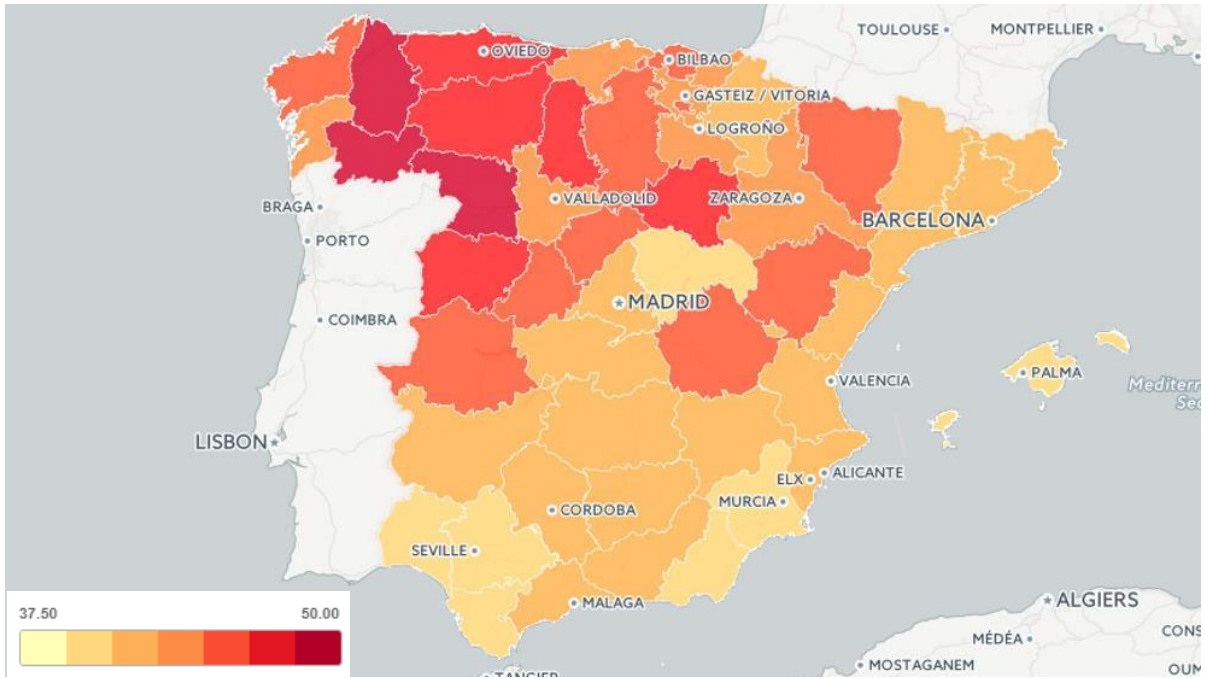 TOULOUSE
MONTPELLIER
OVIEDO
BILBAO
GASTEIZ / VITORIA
LOGROÑO
VALLADOLID
ZARAGOZA
BARCELONA
BRAGA
PORTO
MADRID
COIMBRA
PALMA
VALENCIA
Mediterr
Sea
LISBON
ALICANTE
ELX
MURCIA
CORDOBA
SEVILLE
MALAGA
ALGIERS
MÉDÉA
CONS
MOSTAGANEM
OUM
TANGIER
37.50
50.00